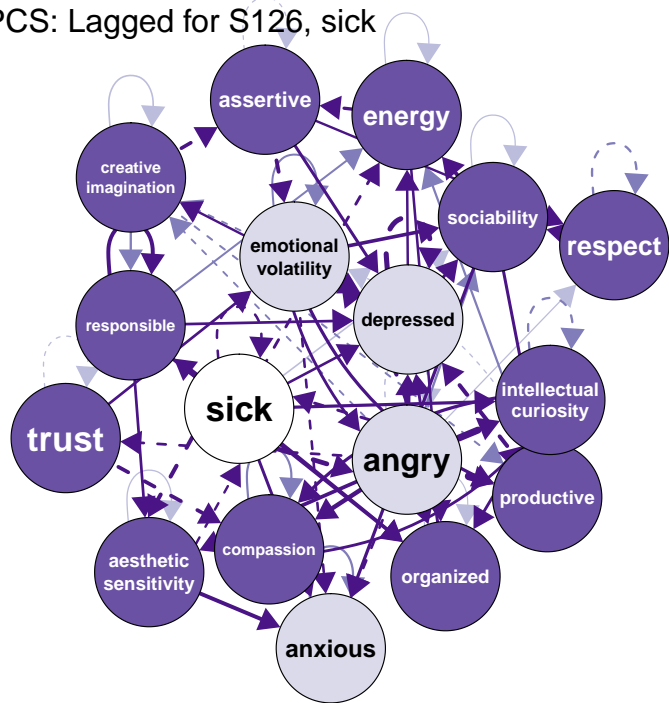 PCS: Lagged for S126, sick
assertive
energy
creative
imagination
sociability
respect
emotional
volatility
responsible
depressed
sick
trust
angry
intellectual
curiosity
productive
aesthetic
sensitivity
compassion
organized
anxious